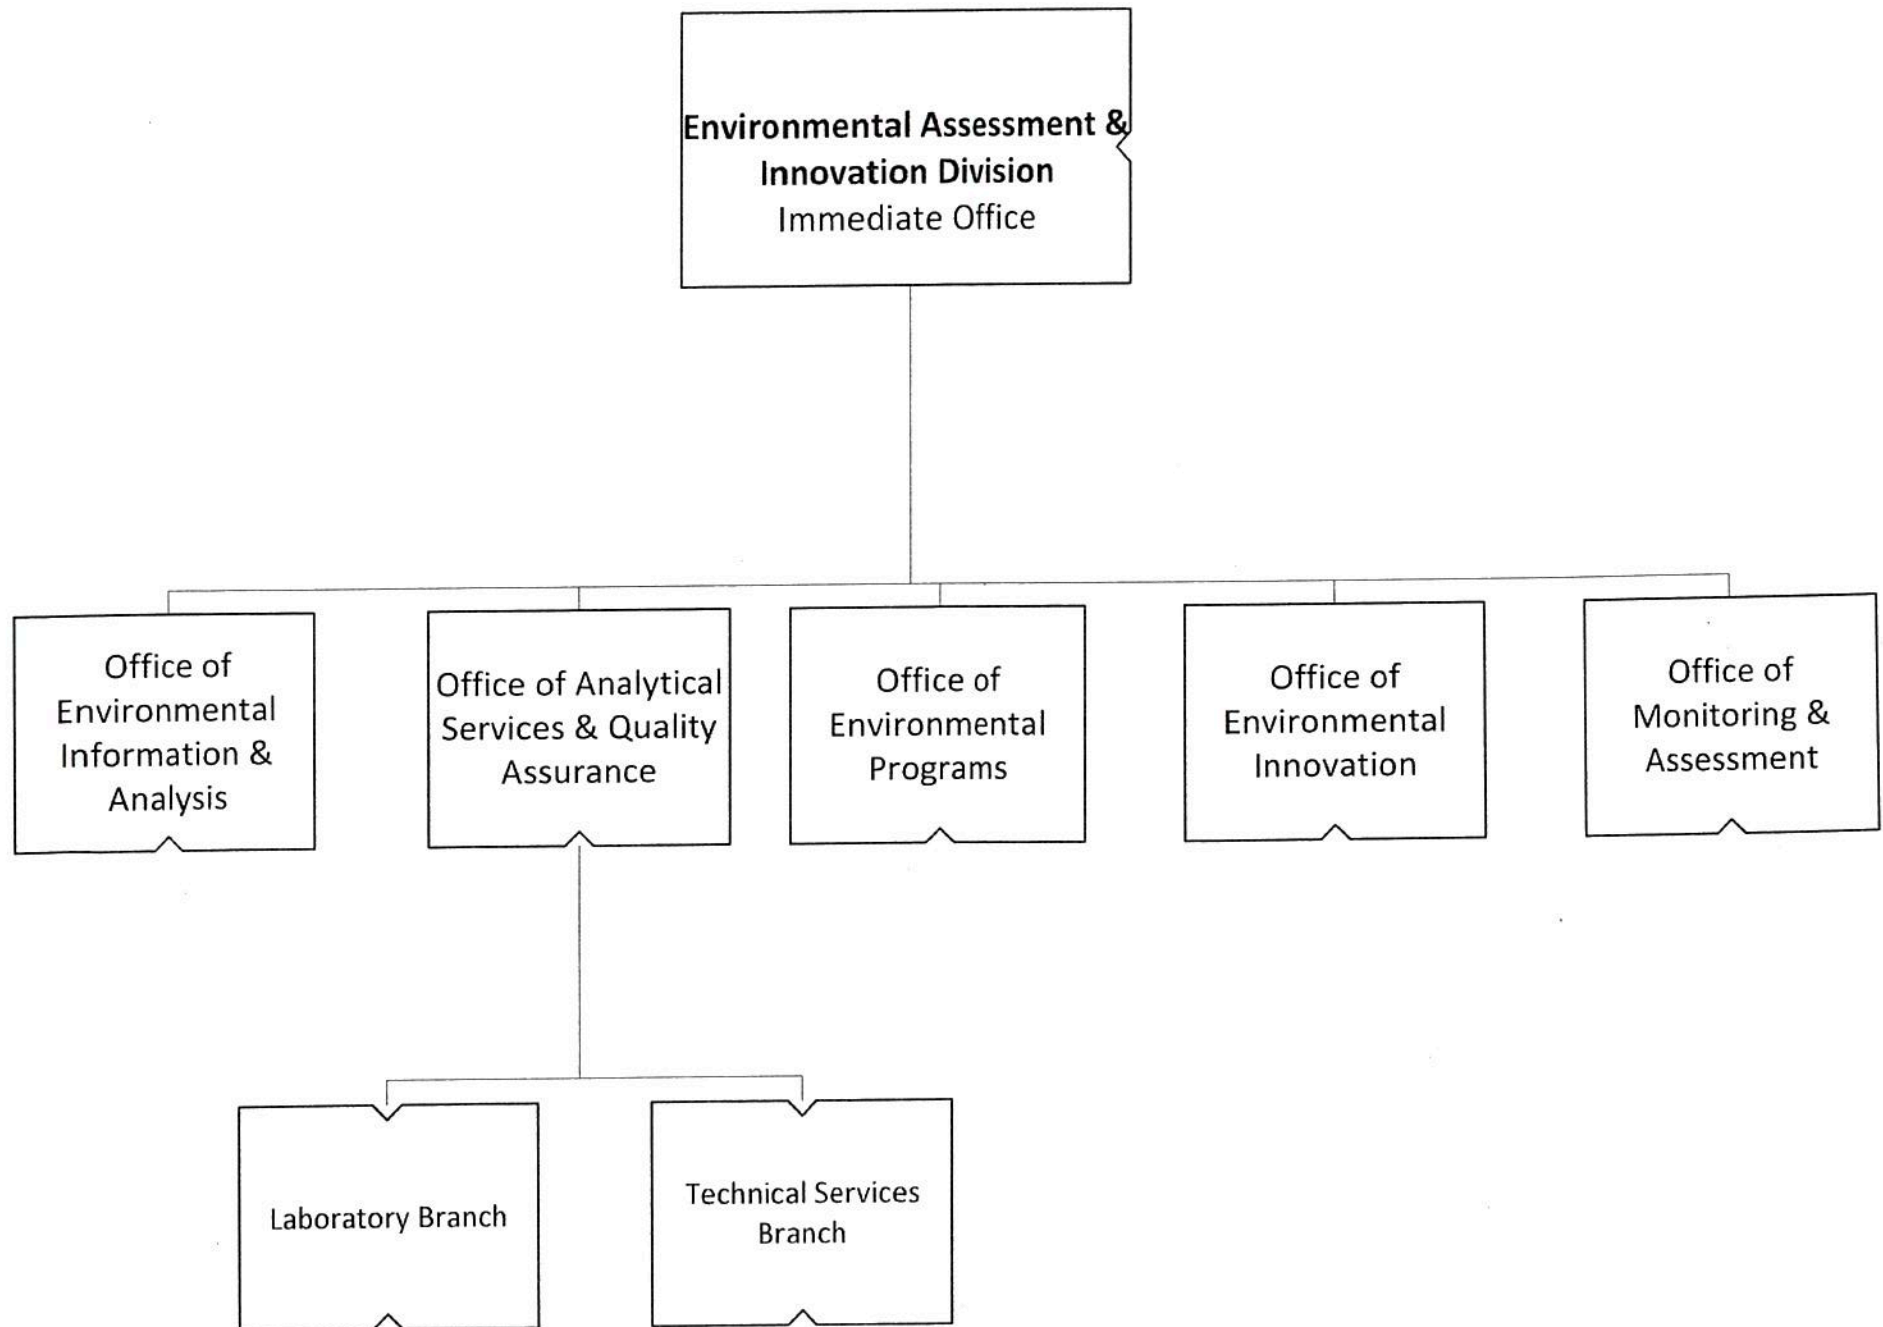 Environmental Assessment &
Innovation Division
Immediate Office
Office of
Environmental
Information &
Analysis
Office of Analytical
Services & Quality
Assurance
Office of
Environmental
Programs
Office of
Environmental
Innovation
Office of
Monitoring &
Assessment
Laboratory Branch
Technical Services
Branch